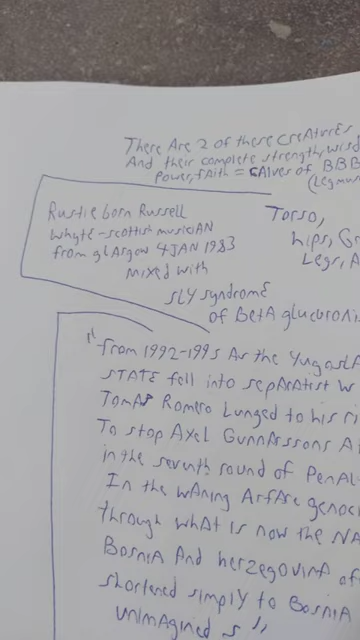 There Are 2 of these creAturEs
And their complete strength, wisd
Power, fAith = cAlves of BBB
(Legmus
Rustie born Russell
Whyte - scottish musiciAN
from glAsgow 4 JAN 1983
mixed with
sly syndromE
of BetA glucuroni
Torso,
hips, Gr
Legs, A
"from 1992-1995 As the YugoslA
STATE fell into sepArAtist w
TomAs Romero Lunged to his ri
To stop Axel GunnArssons A
in the seventh round of PenAl
In the wAning ArfAre genoc
through whAt is now the NA
BosniA And herzegovinA of
shortened simply to BosniA
unimAgined s"